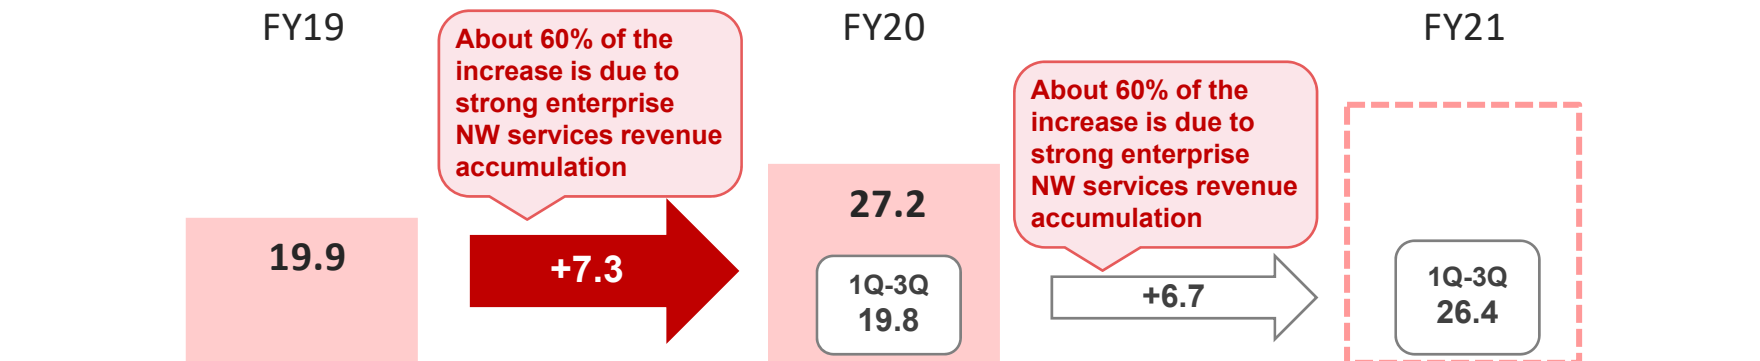 FY19
FY20
FY21
About 60% of the
increase is due to
strong enterprise
NW services revenue
accumulation
About 60% of the
increase is due to
strong enterprise
NW services revenue
accumulation
19.9
+7.3
27.2
1Q-3Q
19.8
+6.7
1Q-3Q
26.4